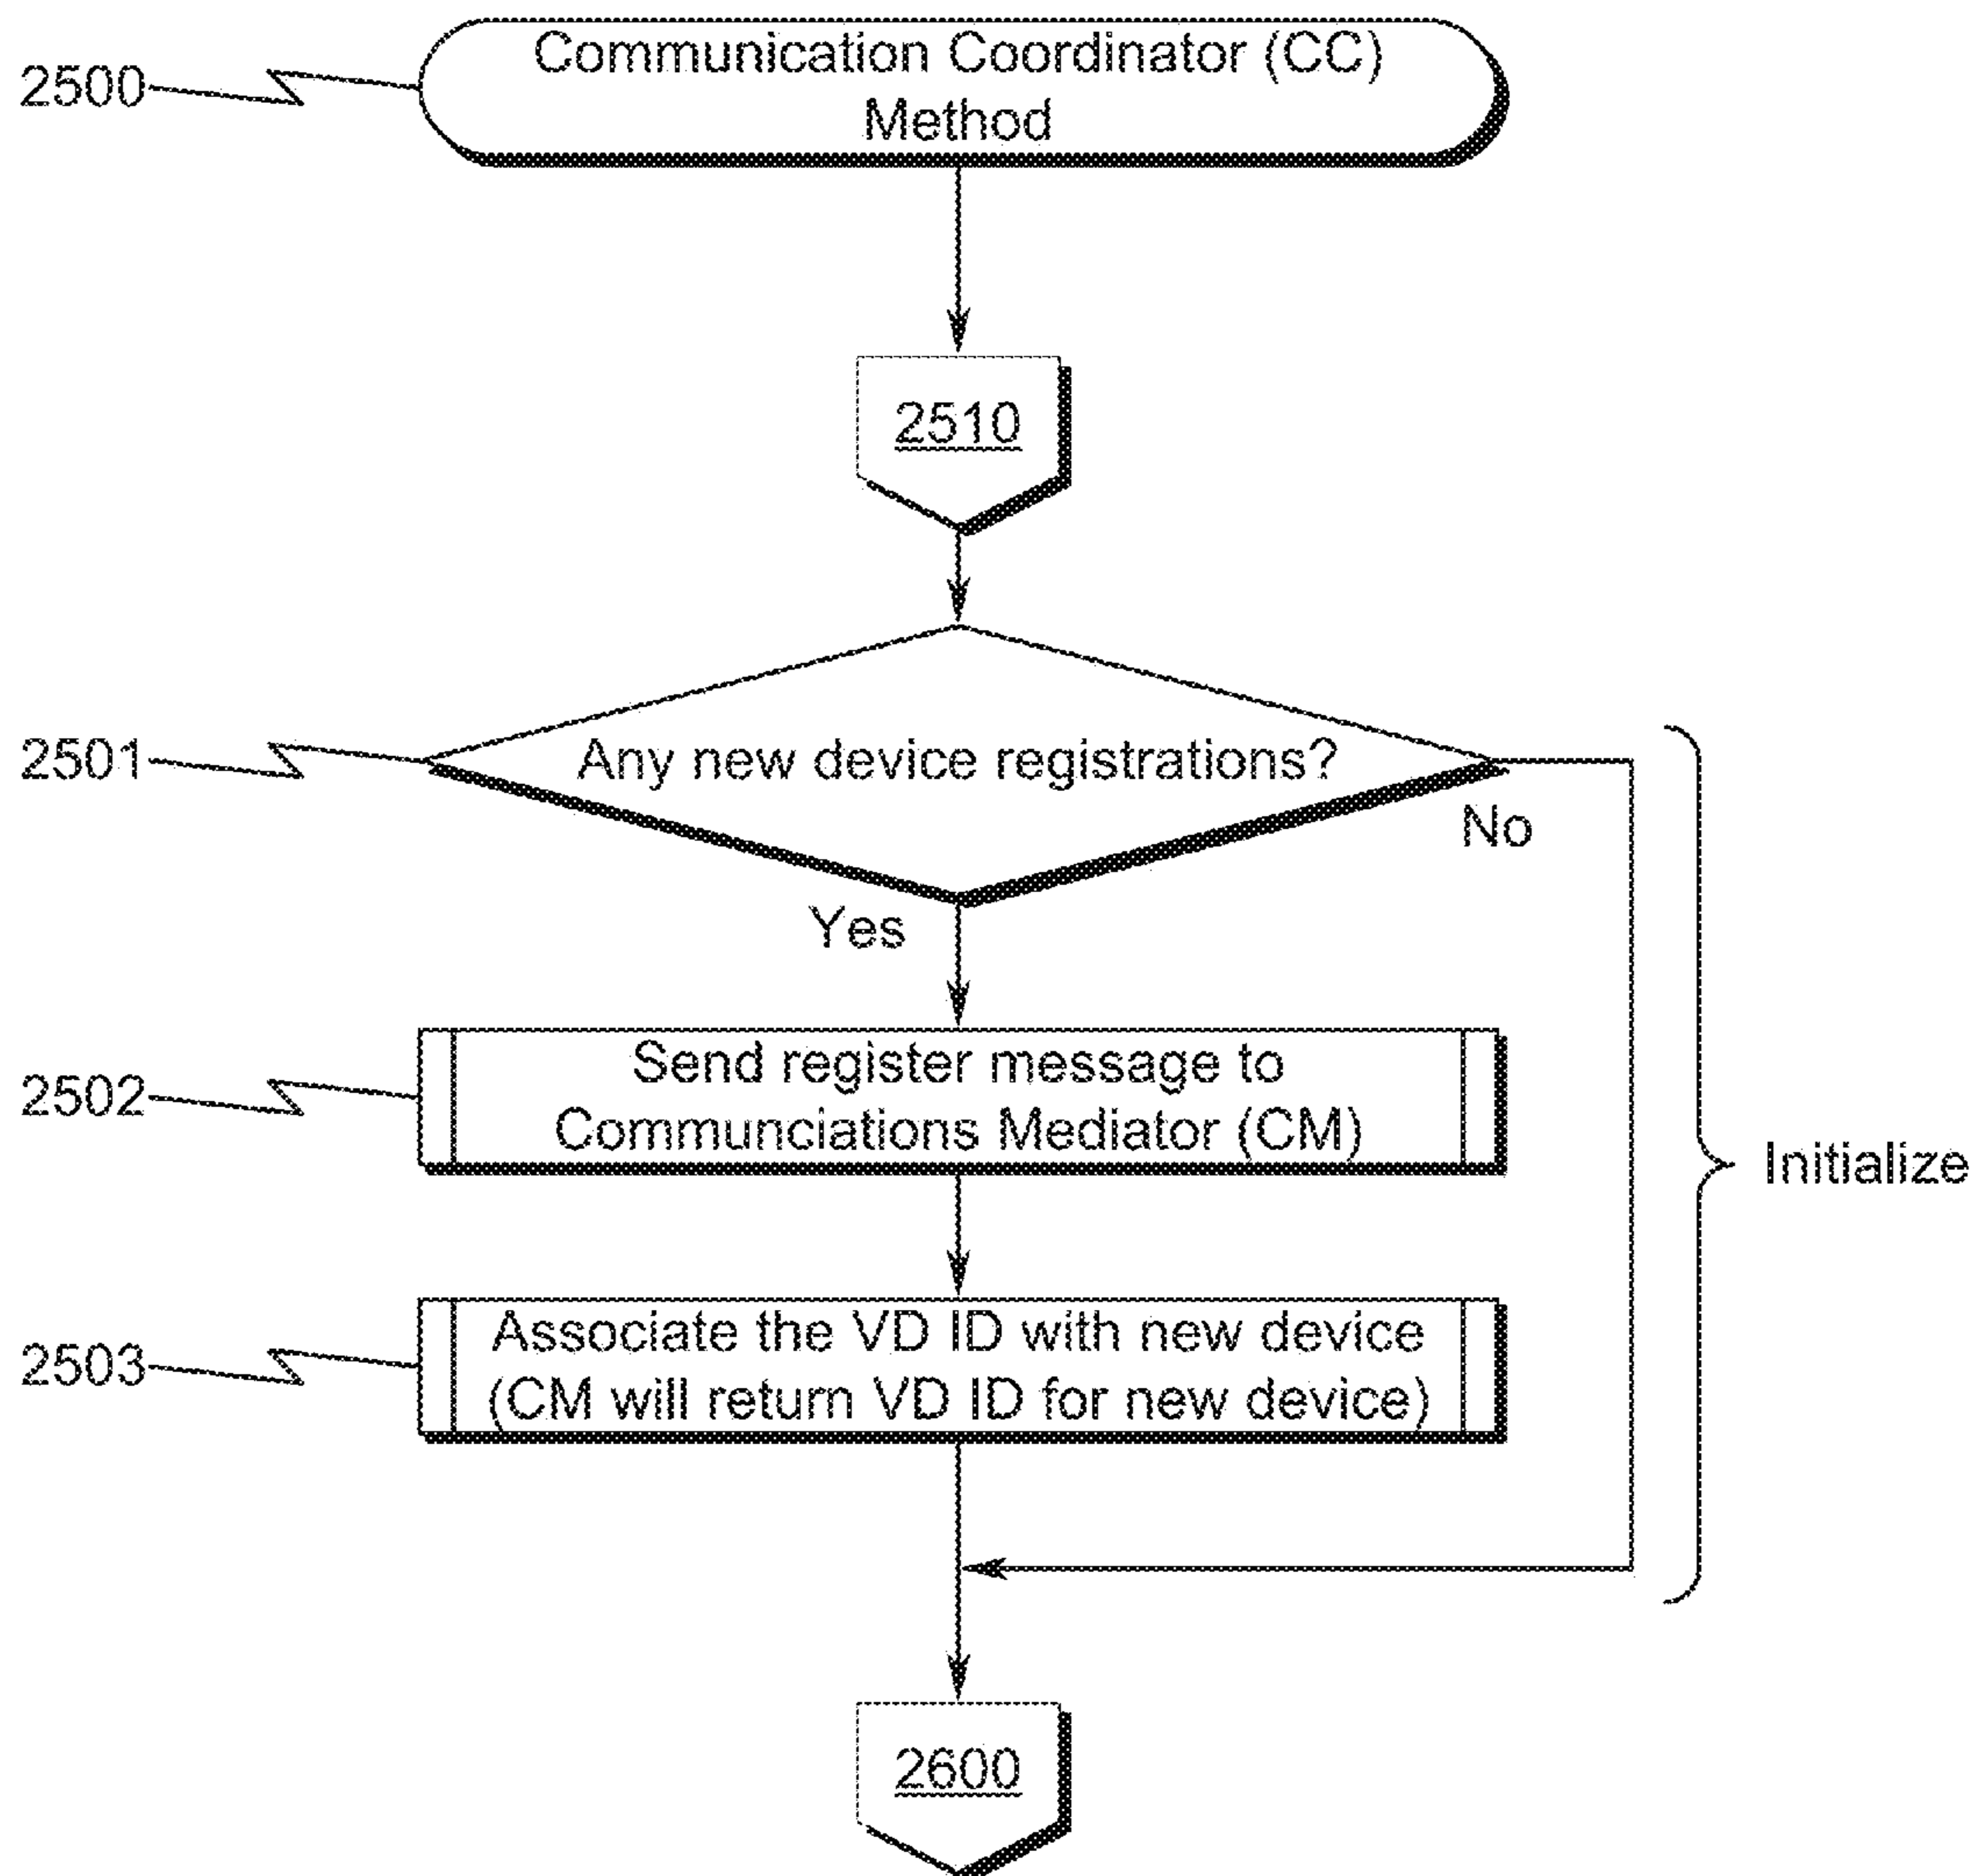 2500
Communication Coordinator (CC)
Method
2510
2501
Any new device registrations?
No
Yes
2502
Send register message to
Communciations Mediator (CM)
Initialize
2503
Associate the VD ID with new device
(CM will return VD ID for new device)
2600